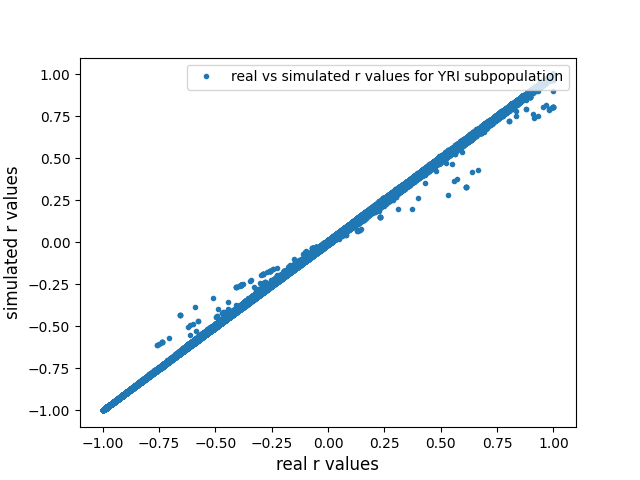 real vs simulated r values for YRI subpopulation
1.00
0.75
0.50
0.25
0.00
−0.25
−0.50
−0.75
−1.00
simulated r values
−1.00 −0.75 −0.50 −0.25 0.00 0.25 0.50 0.75 1.00
real r values